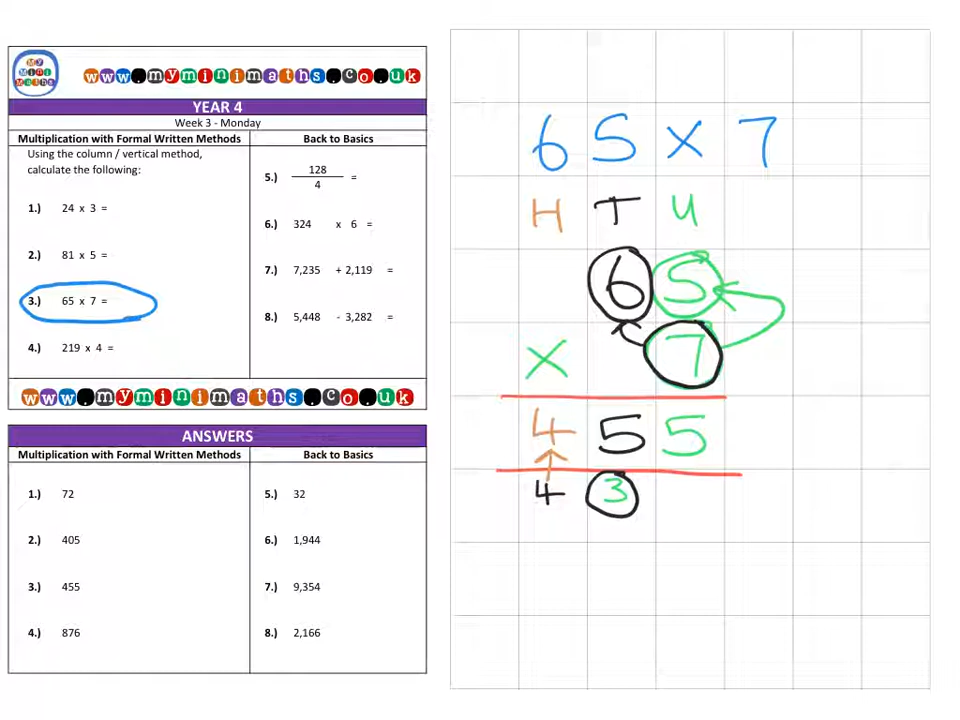 My
Mini
Maths
www.myminimaths.co.uk
YEAR 4
Week 3 - Monday
Multiplication with Formal Written Methods
Using the column / vertical method,
calculate the following:
1.) 24 x 3 =
2.) 81 x 5 =
3.) 65 x 7 =
4.) 219 x 4 =
Back to Basics
5.) 128
4 =
6.) 324 x 6 =
7.) 7,235 + 2,119 =
8.) 5,448 - 3,282 =
www.myminimaths.co.uk
ANSWERS
Multiplication with Formal Written Methods
1.) 72
2.) 405
3.) 455
4.) 876
Back to Basics
5.) 32
6.) 1,944
7.) 9,354
8.) 2,166
65 x 7
H T U
6 5
x 7
4 5 5
4 3